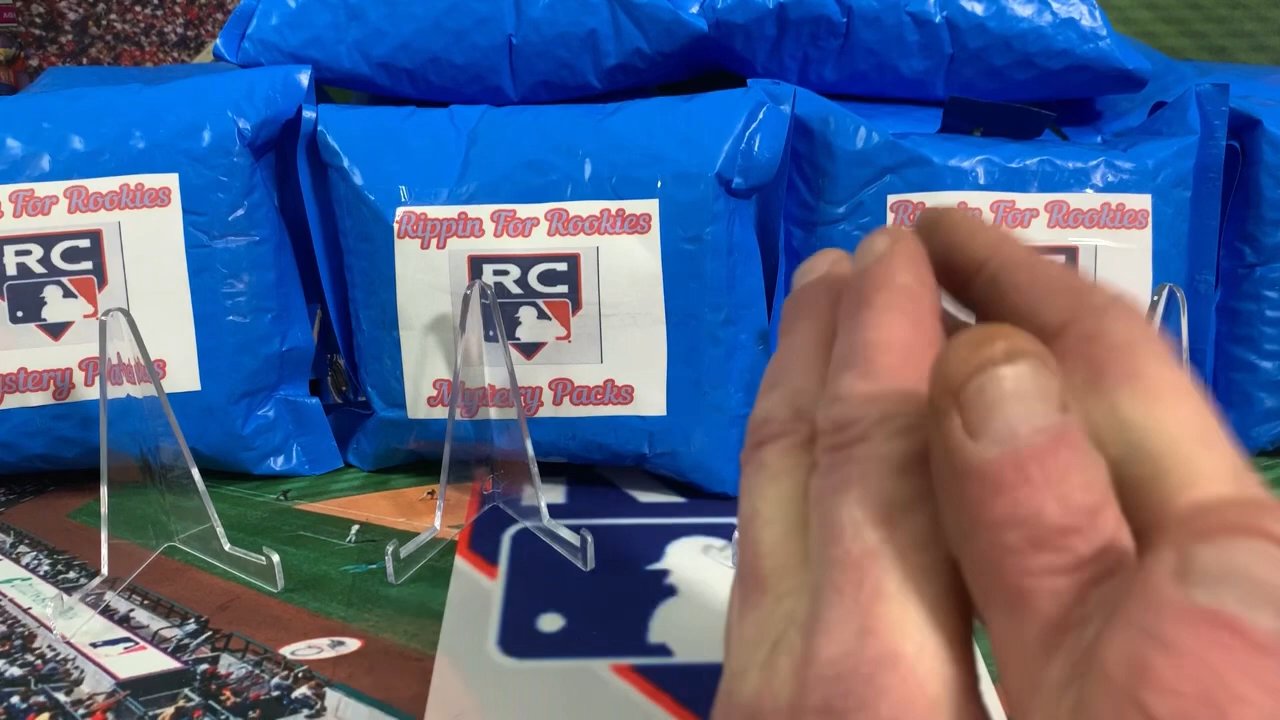 For Rookies
RC
Rippin For Rookies
RC
Mystery Packs
For Rookies